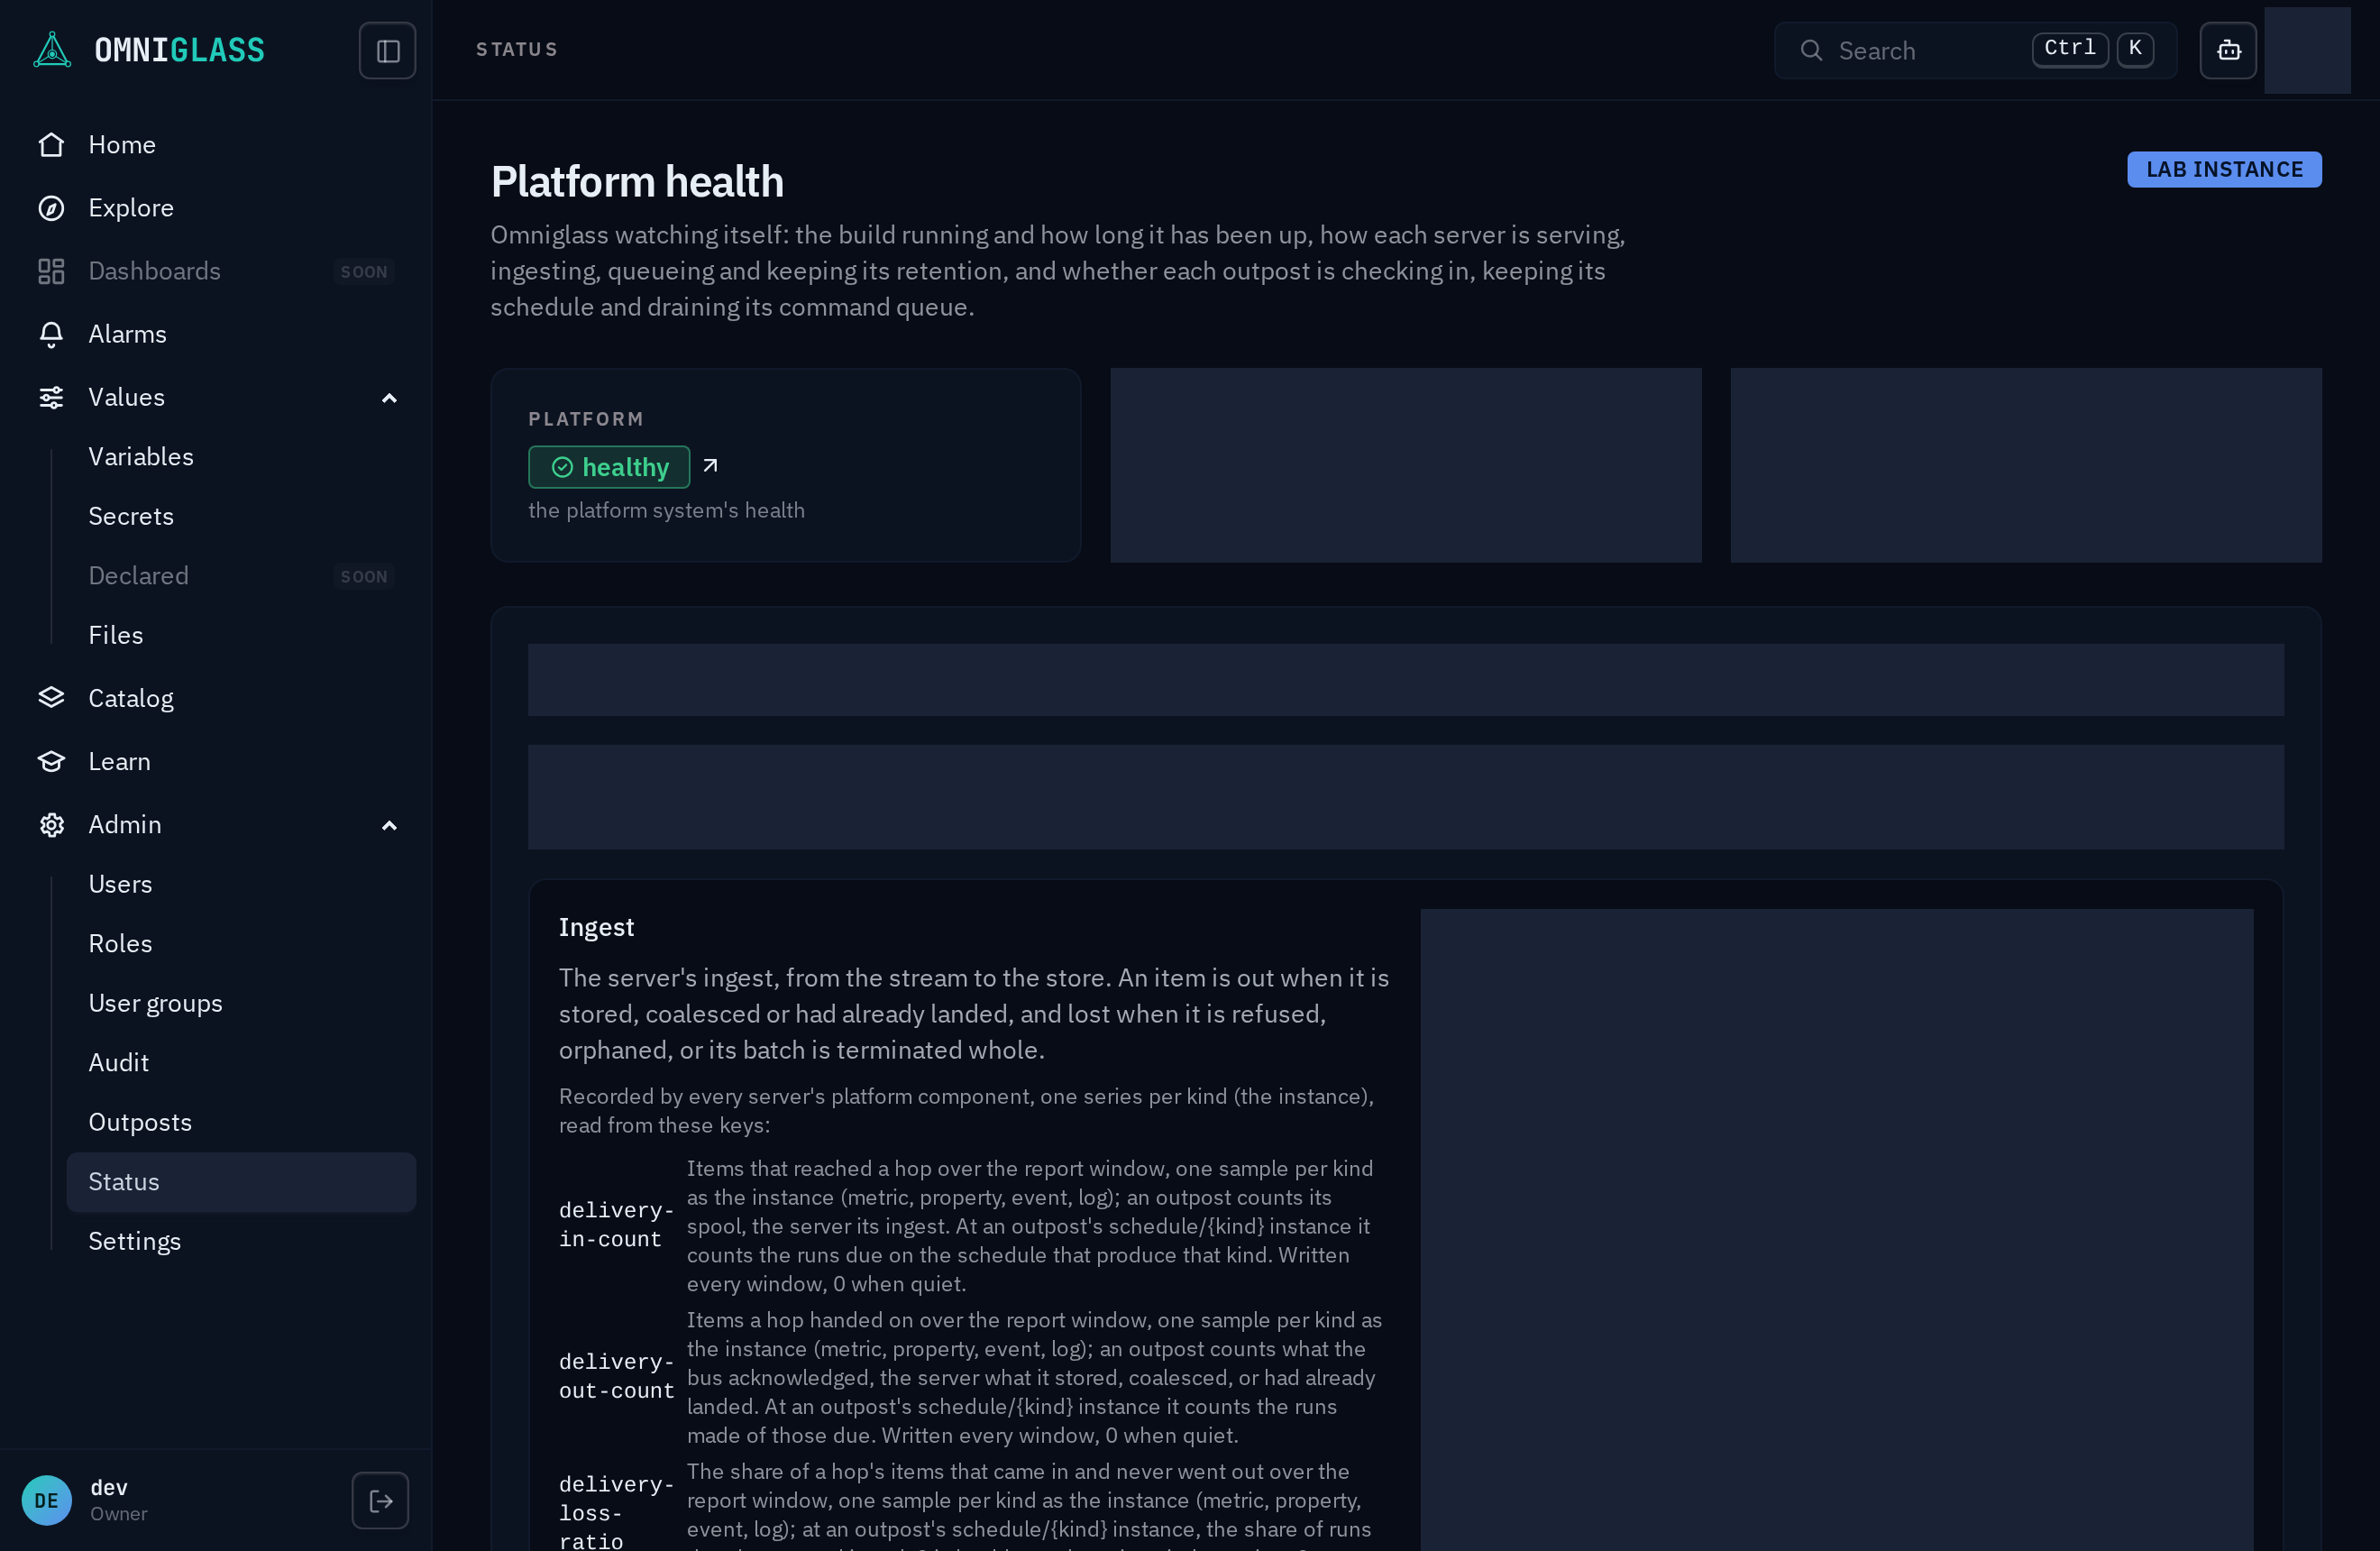 OMNIGLASS
STATUS
Search
Ctrl K
Home
Explore
Dashboards SOON
Alarms
Values
Variables
Secrets
Declared SOON
Files
Catalog
Learn
Admin
Users
Roles
User groups
Audit
Outposts
Status
Settings
DE
dev
Owner
Platform health
LAB INSTANCE
Omniglass watching itself: the build running and how long it has been up, how each server is serving,
ingesting, queueing and keeping its retention, and whether each outpost is checking in, keeping its
schedule and draining its command queue.
PLATFORM
healthy
the platform system's health
Ingest
The server's ingest, from the stream to the store. An item is out when it is
stored, coalesced or had already landed, and lost when it is refused,
orphaned, or its batch is terminated whole.
Recorded by every server's platform component, one series per kind (the instance),
read from these keys:
delivery-
in-count
Items that reached a hop over the report window, one sample per kind
as the instance (metric, property, event, log); an outpost counts its
spool, the server its ingest. At an outpost's schedule/{kind} instance it
counts the runs due on the schedule that produce that kind. Written
every window, 0 when quiet.
delivery-
out-count
Items a hop handed on over the report window, one sample per kind as
the instance (metric, property, event, log); an outpost counts what the
bus acknowledged, the server what it stored, coalesced, or had already
landed. At an outpost's schedule/{kind} instance it counts the runs
made of those due. Written every window, 0 when quiet.
delivery-
loss-
ratio
The share of a hop's items that came in and never went out over the
report window, one sample per kind as the instance (metric, property,
event, log); at an outpost's schedule/{kind} instance, the share of runs